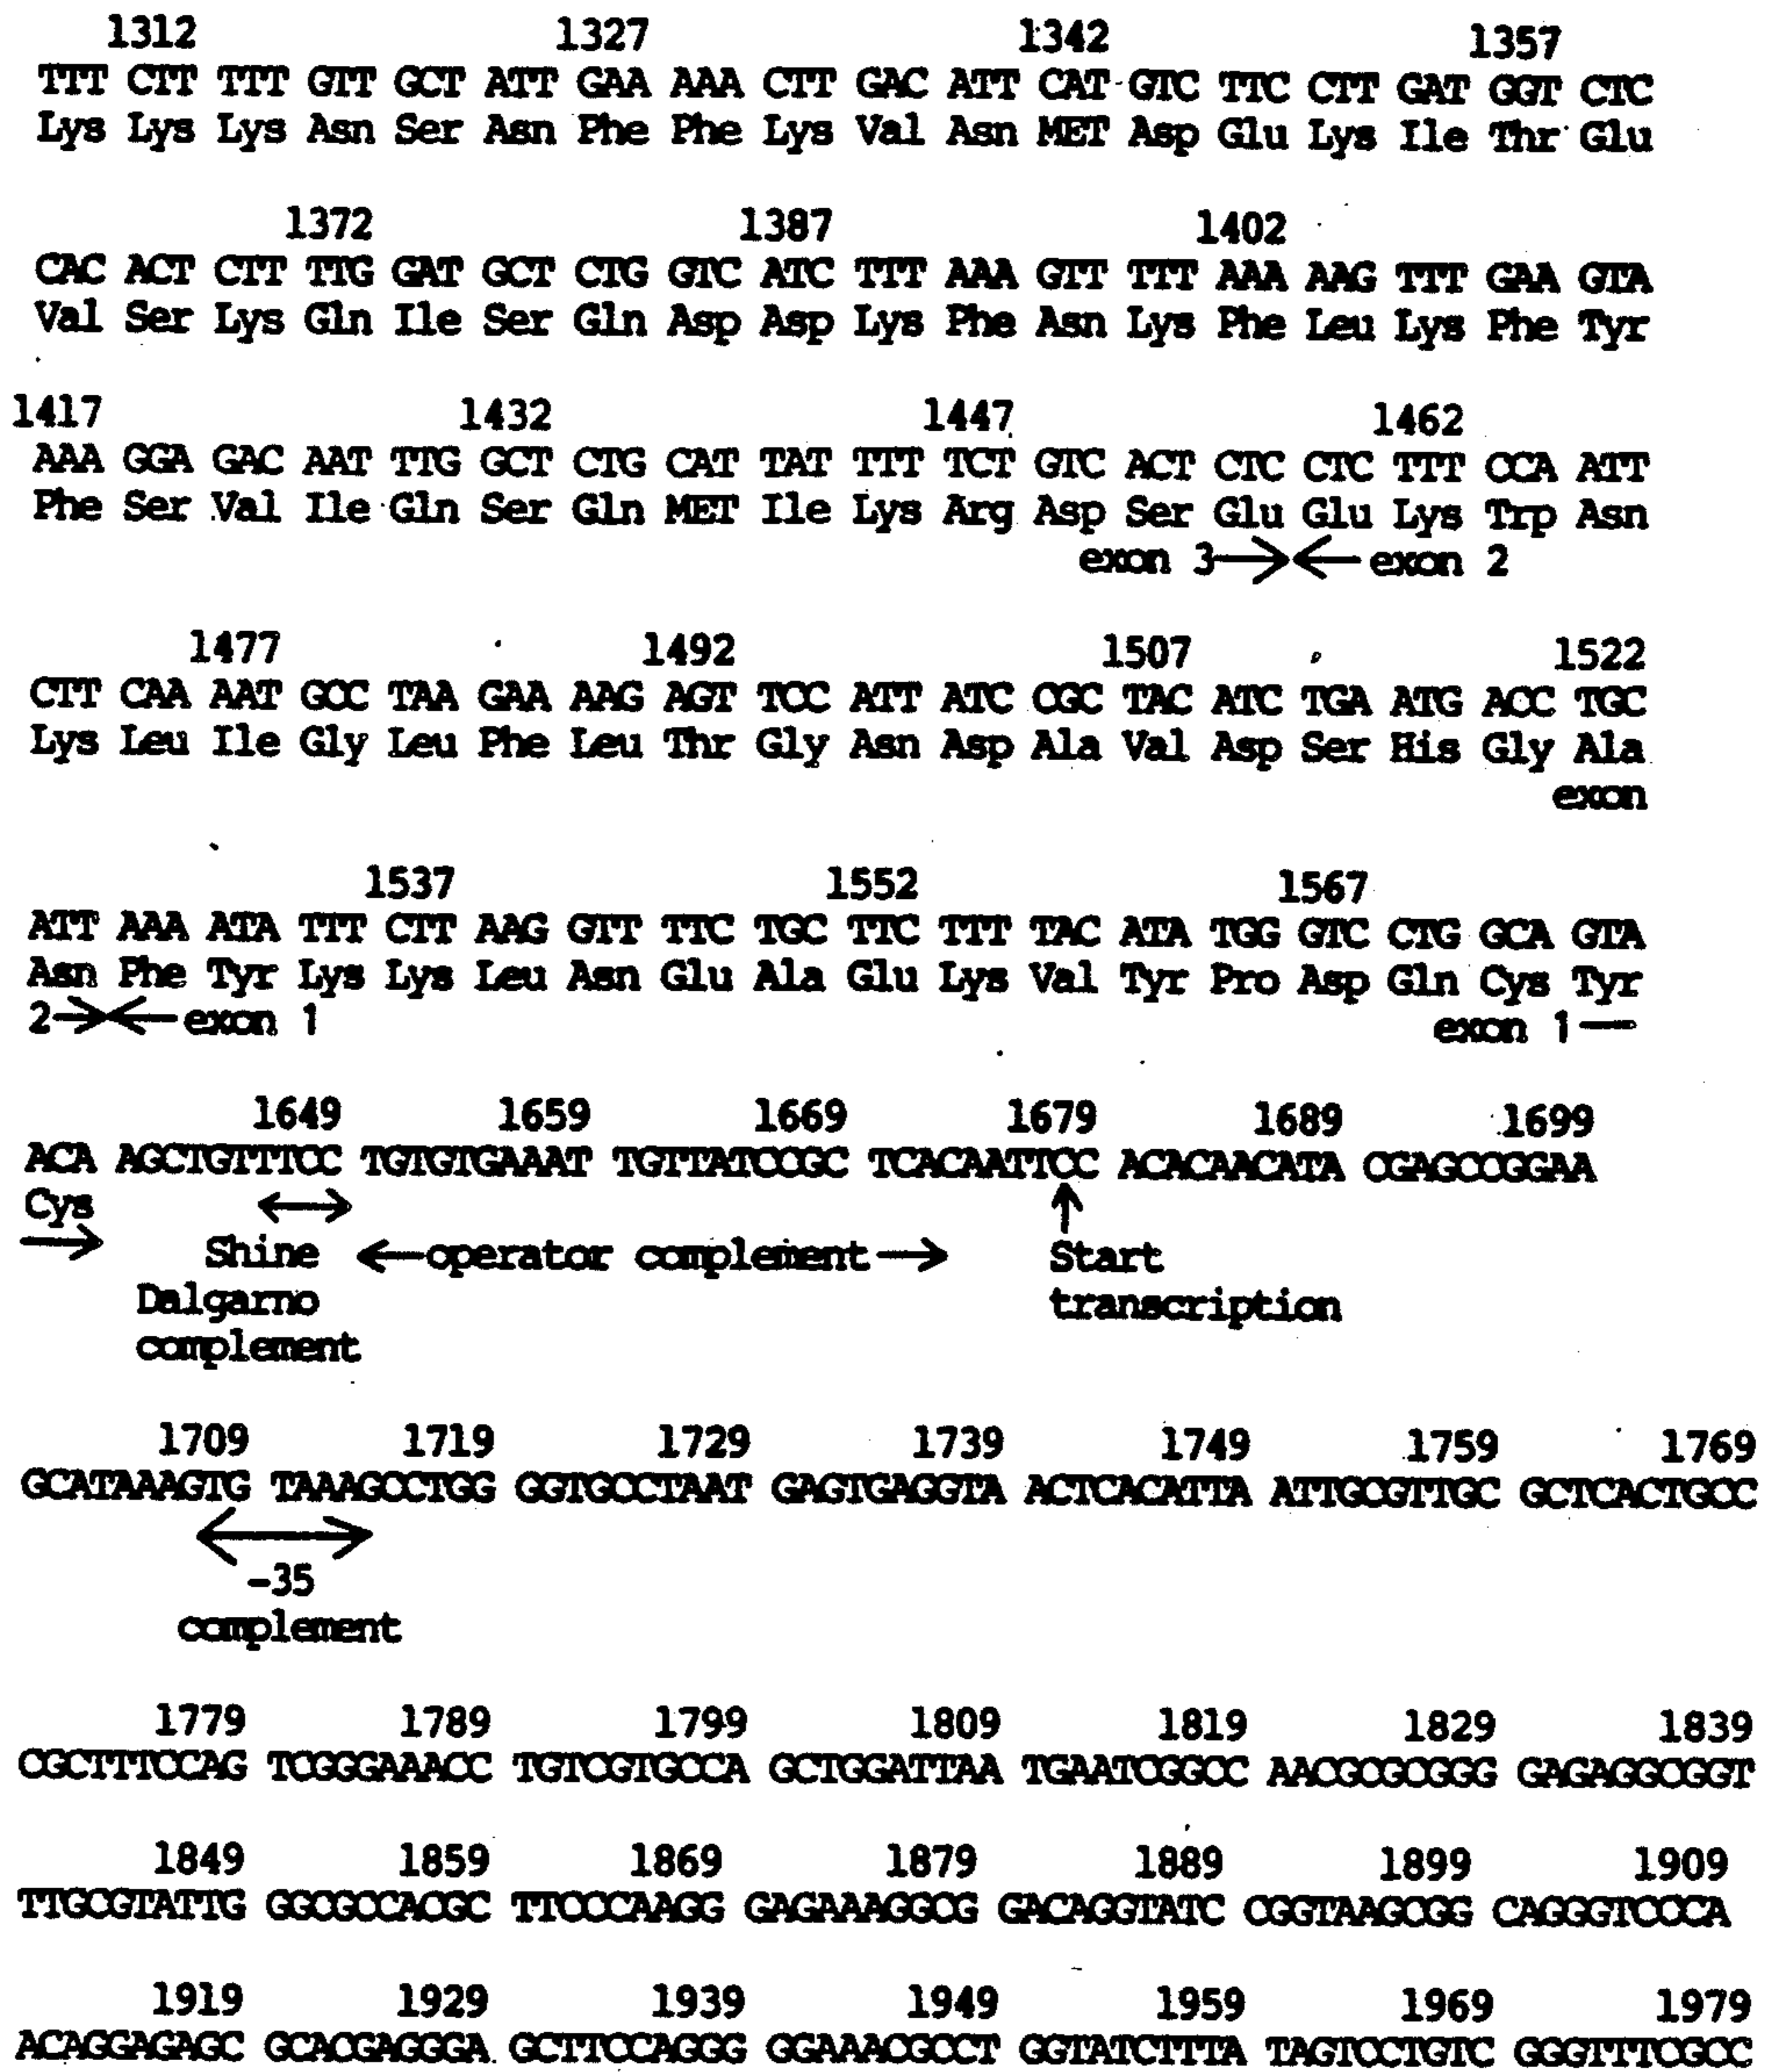 1312 1327 1342 1357
TTT CTT TTT GTT GCT ATT GAA AAA CTT GAC ATT CAT GTC TTC CTT GAT GGT CTC
Lys Lys Lys Asn Ser Asn Phe Phe Lys Val Asn MET Asp Glu Lys Ile Thr Glu
1372 1387 1402
CAC ACT CTT TTG GAT GCT CTG GTC ATC TTT AAA GTT TTT AAA AAG TTT GAA GTA
Val Ser Lys Gln Ile Ser Gln Asp Asp Lys Phe Asn Lys Phe Leu Lys Phe Tyr
1417 1432 1447 1462
AAA GGA GAC AAT TTG GCT CTG CAT TAT TTT TCT GTC ACT CTC CTC TTT CCA ATT
Phe Ser Val Ile Gln Ser Gln MET Ile Lys Arg Asp Ser Glu Glu Lys Trp Asn
exon 3→←exon 2
1477 1492 1507 1522
CTT CAA AAT GCC TAA GAA AAG AGT TCC ATT ATC CGC TAC ATC TGA ATG ACC TGC
Lys Leu Ile Gly Leu Phe Leu Thr Gly Asn Asp Ala Val Asp Ser His Gly Ala
exon
1537 1552 1567
ATT AAA ATA TTT CTT AAG GTT TTC TGC TTC TTT TAC ATA TGG GTC CTG GCA GTA
Asn Phe Tyr Lys Lys Leu Asn Glu Ala Glu Lys Val Tyr Pro Asp Gln Cys Tyr
2→←exon 1 exon 1—
1649 1659 1669 1679 1689 1699
ACA AGCTGTTTCC TGTGTGAAAT TGTTATCCGC TCACAATTCC ACACAACATA CGAGCCGGAA
Cys ←→ ↑
→ Shine ←operator complement→ Start
Dalgarno transcription
complement
1709 1719 1729 1739 1749 1759 1769
GCATAAAGTG TAAAGCCTGG GGTGCCTAAT GAGTGAGGTA ACTCACATTA ATTGCGTTGC GCTCACTGCC
←→
-35
complement
1779 1789 1799 1809 1819 1829 1839
CGCTTTCCAG TCGGGAAACC TGTCGTGCCA GCTGGATTAA TGAATCGGCC AACGCGCGGG GAGAGGCGGT
1849 1859 1869 1879 1889 1899 1909
TTGCGTATTG GGCGCCACGC TTCCCAAGG GAGAAAGGCG GACAGGTATC CGGTAAGCGG CAGGGTCCCA
1919 1929 1939 1949 1959 1969 1979
ACAGGAGAGC GCACGAGGGA GCTTCCAGGG GGAAACGCCT GGTATCTTTA TAGTCCTGTC GGGTTTCGCC